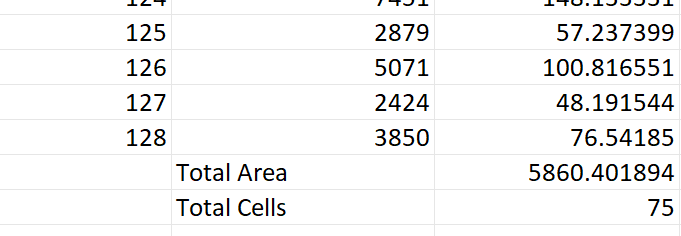 125 2879 57.237399
126 5071 100.816551
127 2424 48.191544
128 3850 76.54185
Total Area 5860.401894
Total Cells 75